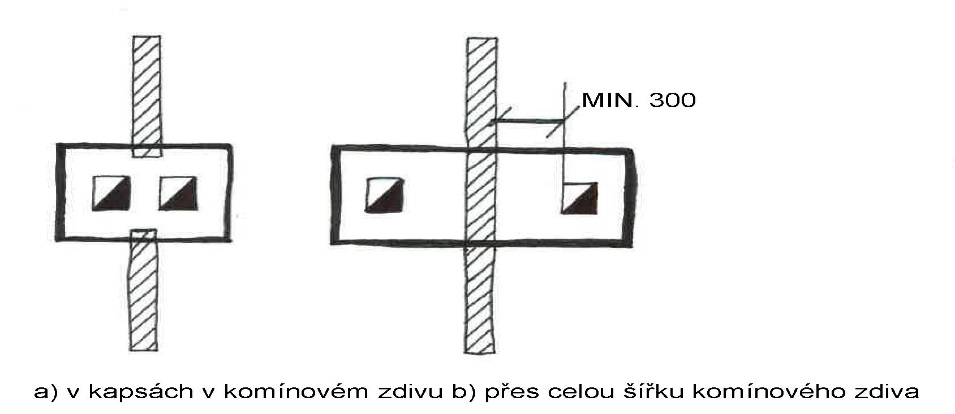 MIN. 300
a) v kapsách v komínovém zdivu b) přes celou šířku komínového zdiva